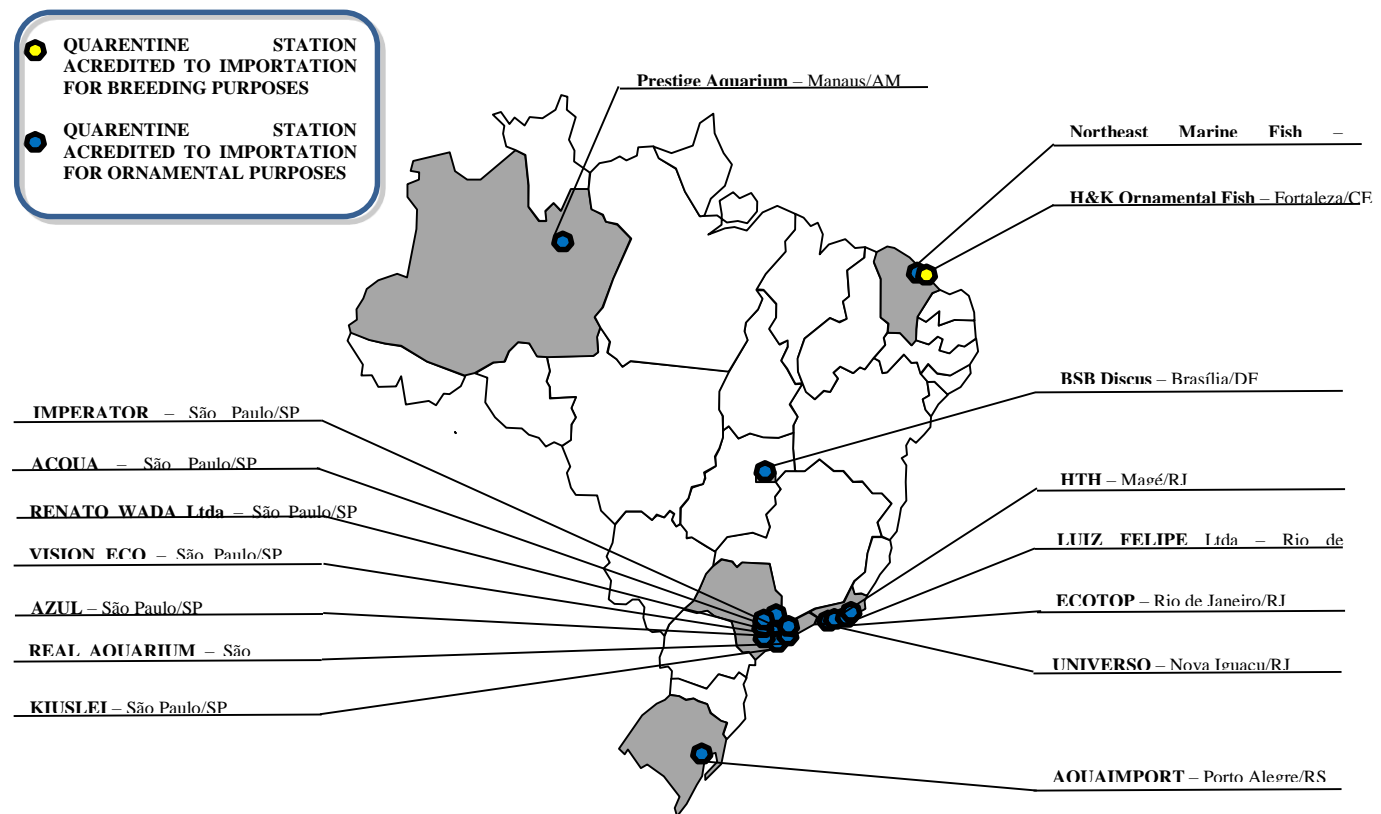 QUARENTINE STATION
ACREDITED TO IMPORTATION
FOR BREEDING PURPOSES
QUARENTINE STATION
ACREDITED TO IMPORTATION
FOR ORNAMENTAL PURPOSES
Prestige Aquarium – Manaus/AM
Northeast Marine Fish –
H&K Ornamental Fish – Fortaleza/CE
BSB Discus – Brasília/DF
HTH – Magé/RJ
LUIZ FELIPE Ltda – Rio de
ECOTOP – Rio de Janeiro/RJ
UNIVERSO – Nova Iguacu/RJ
AQUAIMPORT – Porto Alegre/RS
IMPERATOR – São Paulo/SP
ACQUA – São Paulo/SP
RENATO WADA Ltda – São Paulo/SP
VISION ECO – São Paulo/SP
AZUL – São Paulo/SP
REAL AQUARIUM – São
KIUSLEI – São Paulo/SP